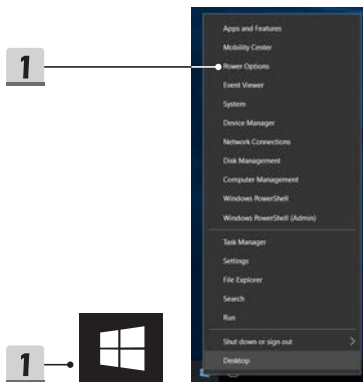 1
Apps and Features
Mobility Center
Power Options
Event Viewer
System
Device Manager
Network Connections
Disk Management
Computer Management
Windows PowerShell
Windows PowerShell (Admin)
Task Manager
Settings
File Explorer
Search
Run
Shut down or sign out
Desktop
1